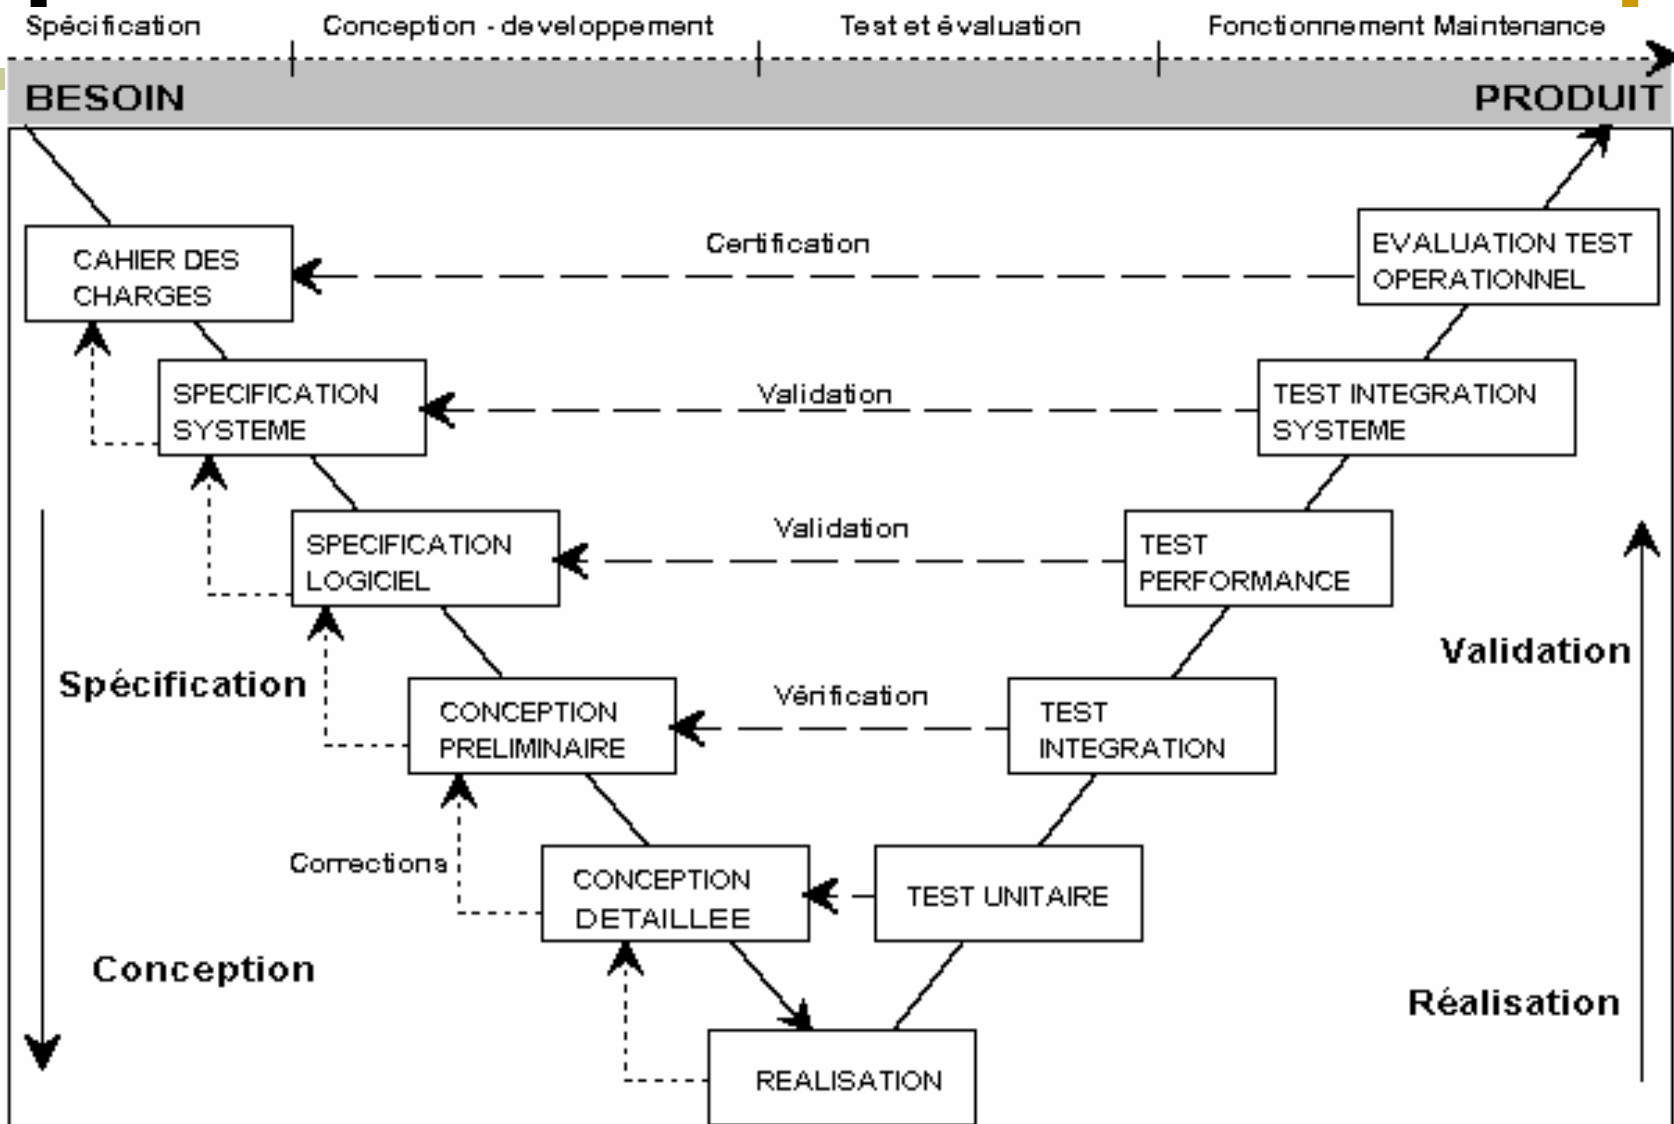 Spécification
Conception - developpement
Test et évaluation
Fonctionnement Maintenance
BESOIN
PRODUIT
CAHIER DES
CHARGES
Certification
EVALUATION TEST
OPERATIONNEL
SPECIFICATION
SYSTEME
Validation
TEST INTEGRATION
SYSTEME
SPECIFICATION
LOGICIEL
Validation
TEST
PERFORMANCE
Spécification
Validation
CONCEPTION
PRELIMINAIRE
Vérification
TEST
INTEGRATION
Corrections
CONCEPTION
DETAILLEE
TEST UNITAIRE
Conception
Réalisation
REALISATION